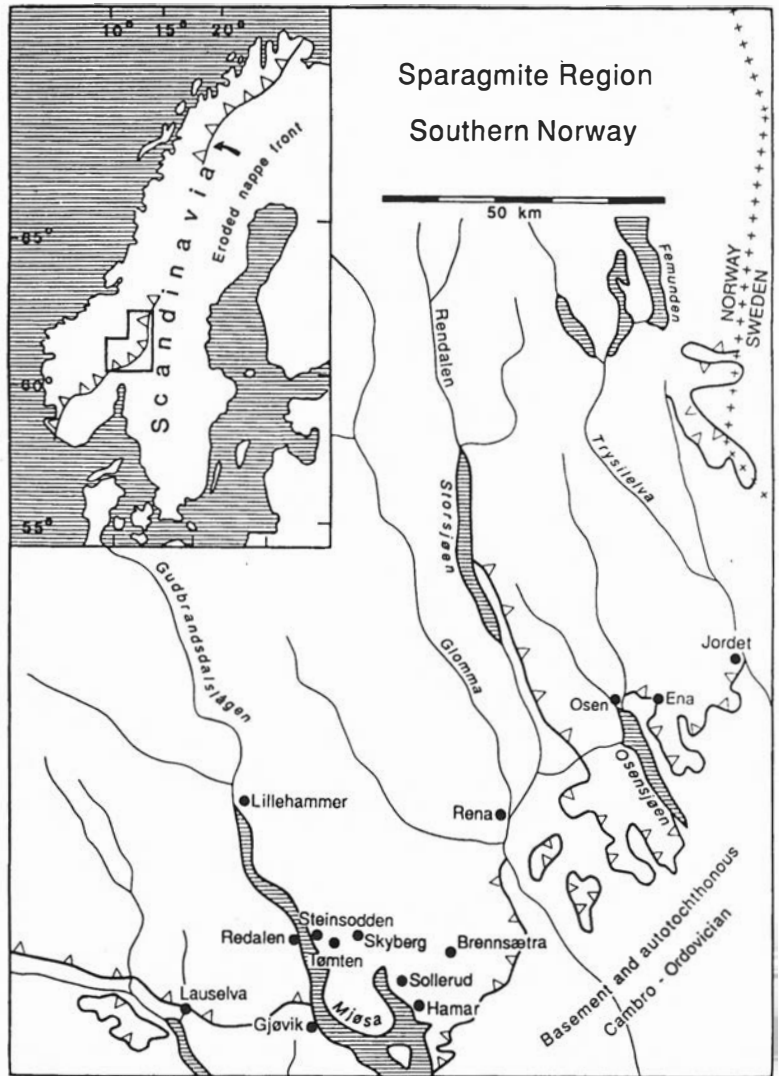 10° 15° 20°
Sparagmite Region
Southern Norway
50 km
Scandinavia
Eroded nappe front
65°
60°
55°
NORWAY
SWEDEN
Femunden
Rendalen
Trysilelva
Storsjøen
Gudbrandsdalslågen
Glomma
Jordet
Osen
Ena
Osensjøen
Lillehammer
Rena
Steinsodden
Redalen
Skyberg
Brennsætra
Tømten
Sollerud
Lauselva
Mjøsa
Hamar
Gjøvik
Basement and autotochthonous
Cambro - Ordovician